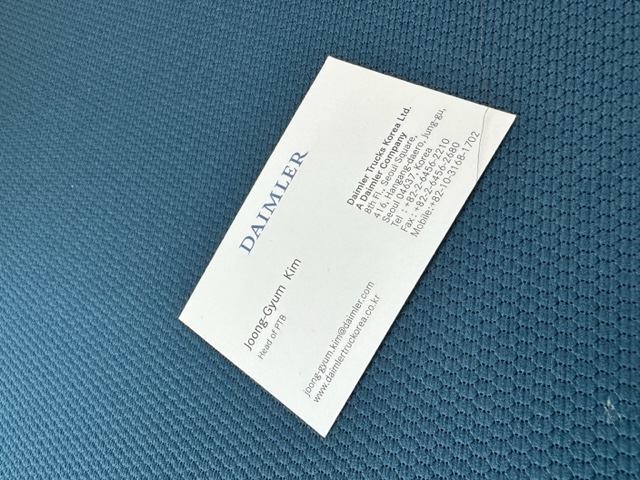 DAIMLER
Joong-Gyum Kim
Head of PTB
joong-gyum.kim@daimler.com
www.daimlertruckorea.co.kr
Daimler Trucks Korea Ltd.
A Daimler Company
8th Fl., Seoul Square,
416, Hangang-daero, Jung-gu,
Seoul 04637, Korea
Tel : +82-2-6456-2210
Fax : +82-2-6456-2680
Mobile:+82-10-3168-1702